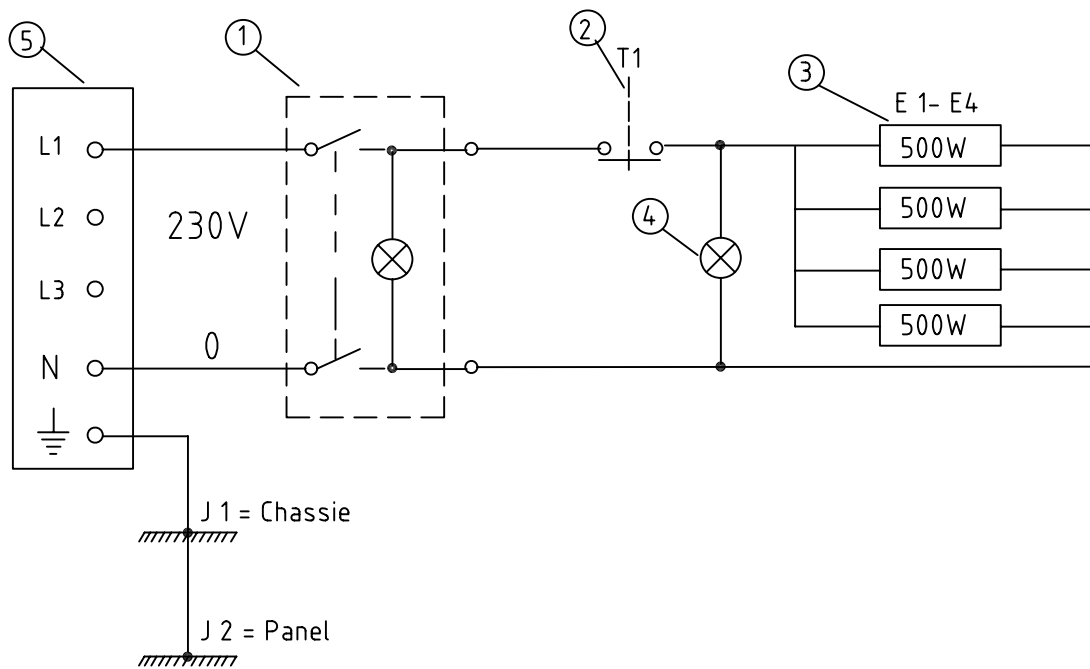 5
1
2
T1
3
E 1- E4
L1
500W
L2
230V
4
500W
L3
500W
N
0
500W
J 1 = Chassie
J 2 = Panel